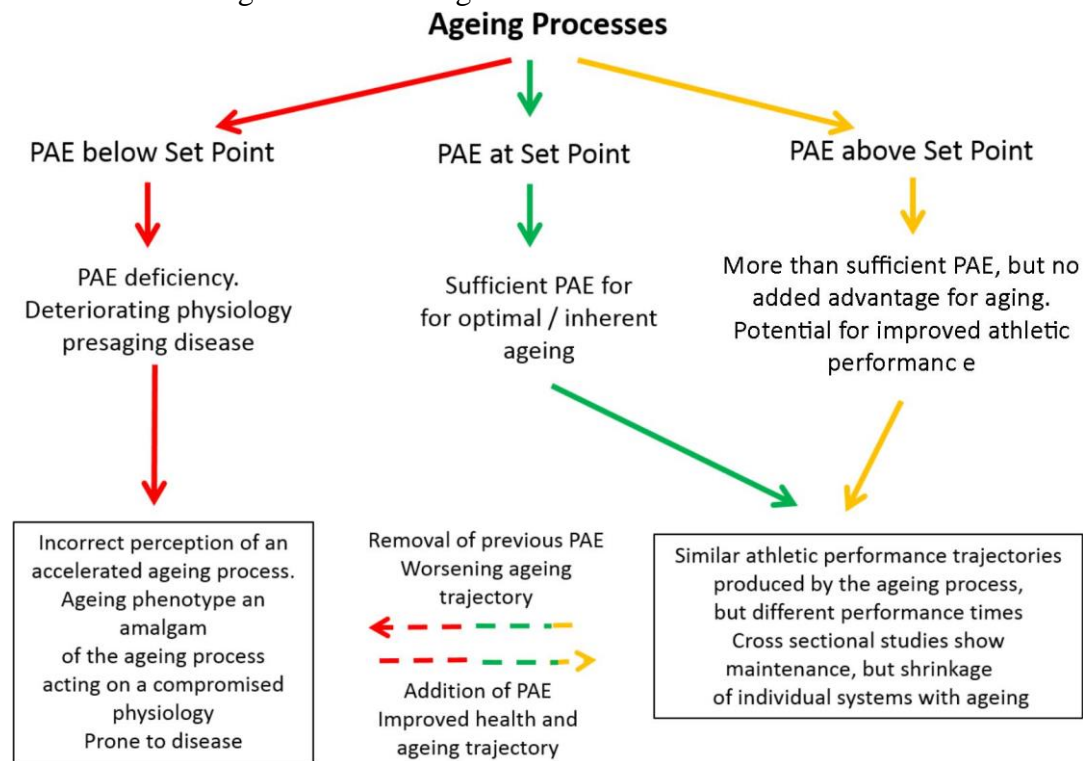 Ageing Processes
PAE below Set Point
PAE at Set Point
PAE above Set Point
PAE deficiency.
Deteriorating physiology
presaging disease
Sufficient PAE for
for optimal / inherent
ageing
More than sufficient PAE, but no
added advantage for aging.
Potential for improved athletic
performanc e
Incorrect perception of an
accelerated ageing process.
Ageing phenotype an
amalgam
of the ageing process
acting on a compromised
physiology
Prone to disease
Removal of previous PAE
Worsening ageing
trajectory
Addition of PAE
Improved health and
ageing trajectory
Similar athletic performance trajectories
produced by the ageing process,
but different performance times
Cross sectional studies show
maintenance, but shrinkage
of individual systems with ageing